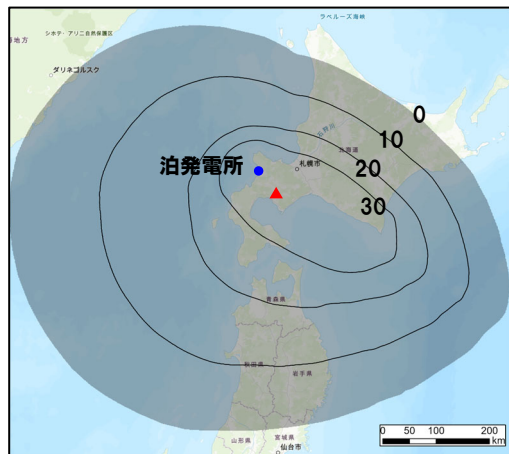 ラペルーズ海峡
シホテ・アリニ自然保護区
地方
ダリネゴルスク
0
10
北海道
20
泊発電所
札幌市
30
青森県
秋田県
岩手県
山形県
宮城県
仙台市
0 50 100 200
km